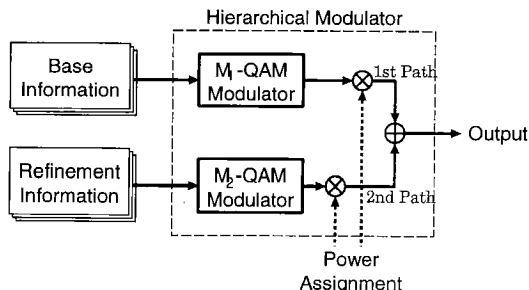 Hierarchical Modulator
Base
Information
M1-QAM
Modulator
1st Path
Output
Refinement
Information
M2-QAM
Modulator
2nd Path
Power
Assignment